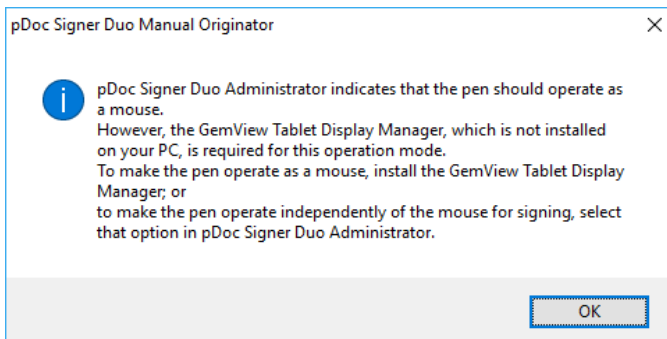 pDoc Signer Duo Manual Originator
pDoc Signer Duo Administrator indicates that the pen should operate as
a mouse.
However, the GemView Tablet Display Manager, which is not installed
on your PC, is required for this operation mode.
To make the pen operate as a mouse, install the GemView Tablet Display
Manager; or
to make the pen operate independently of the mouse for signing, select
that option in pDoc Signer Duo Administrator.
OK